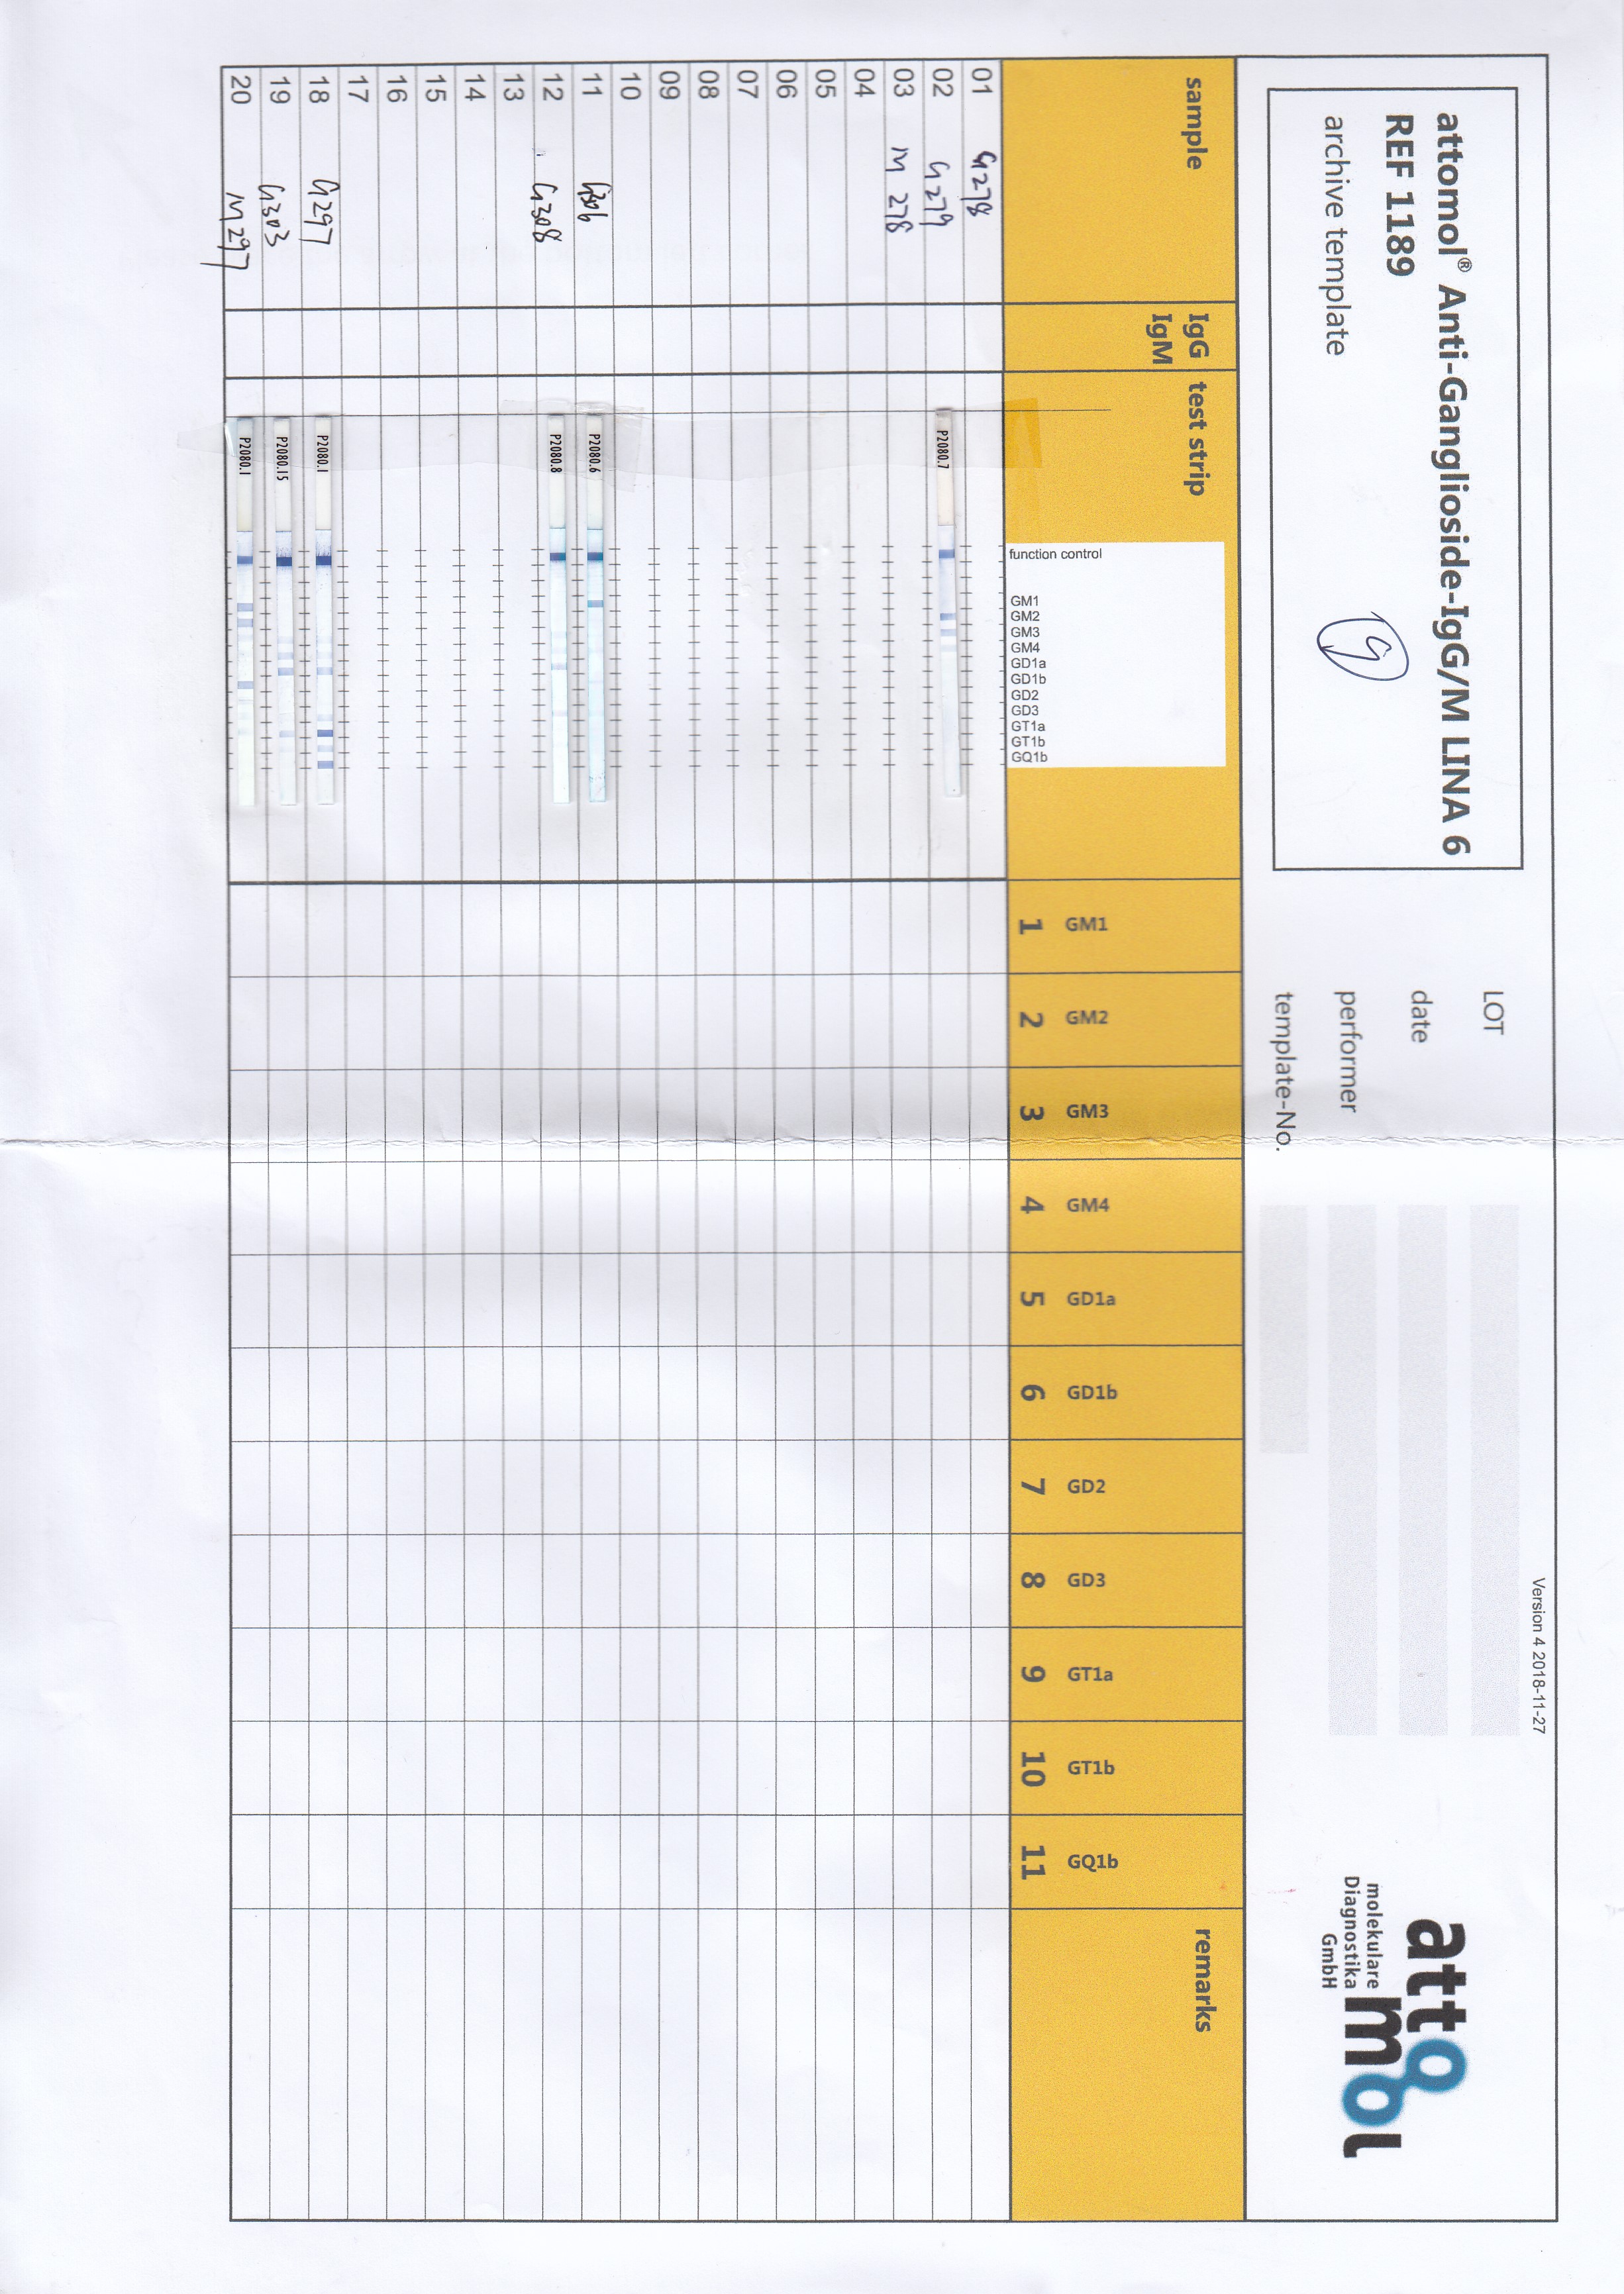 Version 4 2018-11-27
attomol® Anti-Ganglioside-IgG/M LINA 6
REF 1189
archive template
9
LOT
date
performer
template-No.
atto
mol
molekulare
Diagnostika
GmbH
sample
IgG
IgM
test strip
function control
GM1
GM2
GM3
GM4
GD1a
GD1b
GD2
GD3
GT1a
GT1b
GQ1b
GM1 GM2 GM3 GM4 GD1a GD1b GD2 GD3 GT1a GT1b GQ1b
1 2 3 4 5 6 7 8 9 10 11
remarks
01 G278
02 G279 P2080.7
03 M 278
04
05
06
07
08
09
10
11 G306 P2080.6
12 G308 P2080.8
13
14
15
16
17
18 G297 P2080.1
19 G303 P2080.15
20 M297 P2080.1